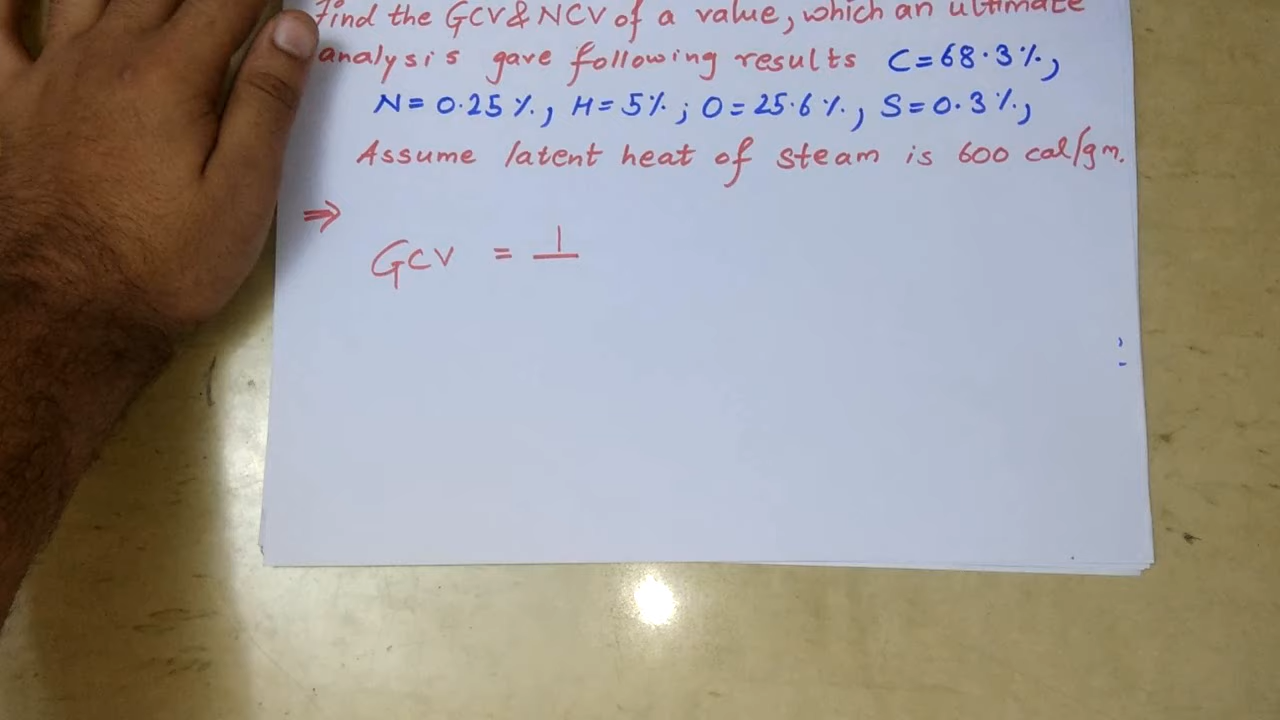 Find the GCV & NCV of a value, which an ultimate
analysis gave following results C=68.3%,
N=0.25%, H=5%; O=25.6%, S=0.3%,
Assume latent heat of steam is 600 cal/gm.
⇒
GCV = 1